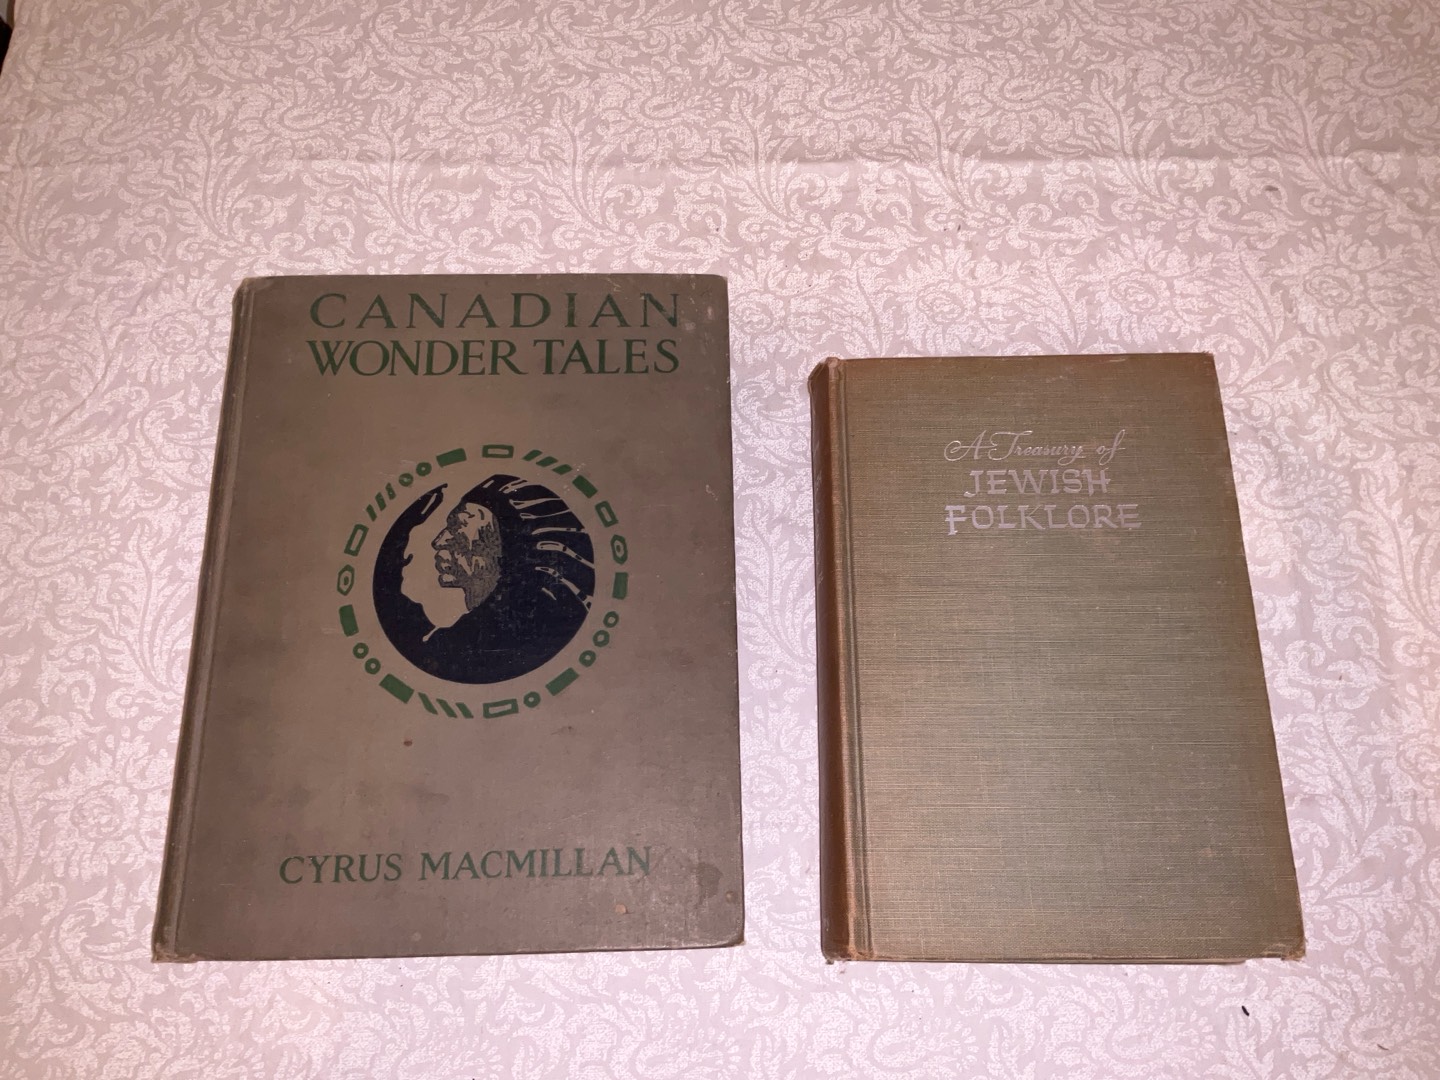 CANADIAN
WONDER TALES
CYRUS MACMILLAN
A Treasury of
JEWISH
FOLKLORE